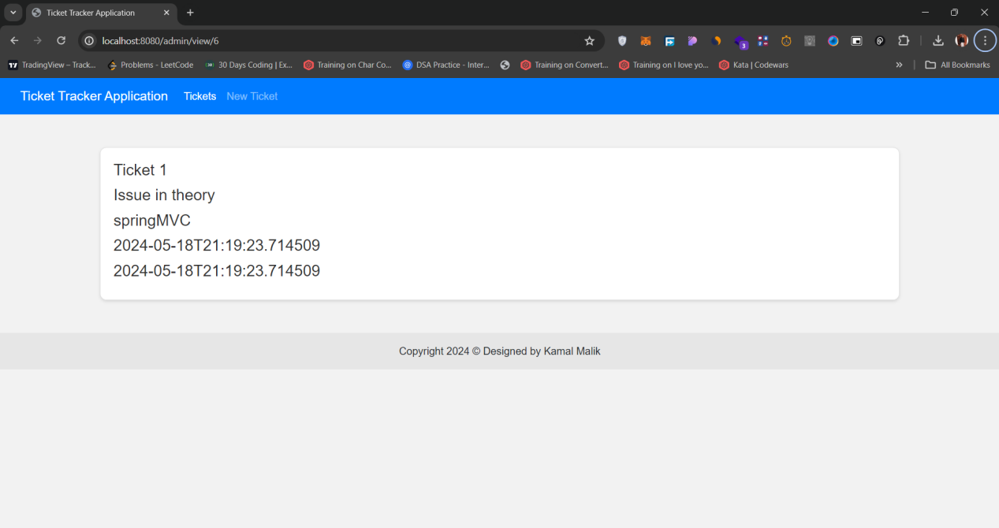 Ticket Tracker Application
localhost:8080/admin/view/6
3
TradingView – Track...
Problems - LeetCode
30 Days Coding | Ex...
Training on Char Co...
DSA Practice - Inter...
Training on Convert...
Training on I love yo...
Kata | Codewars
All Bookmarks
Ticket Tracker Application
Tickets
New Ticket
Ticket 1
Issue in theory
springMVC
2024-05-18T21:19:23.714509
2024-05-18T21:19:23.714509
Copyright 2024 © Designed by Kamal Malik